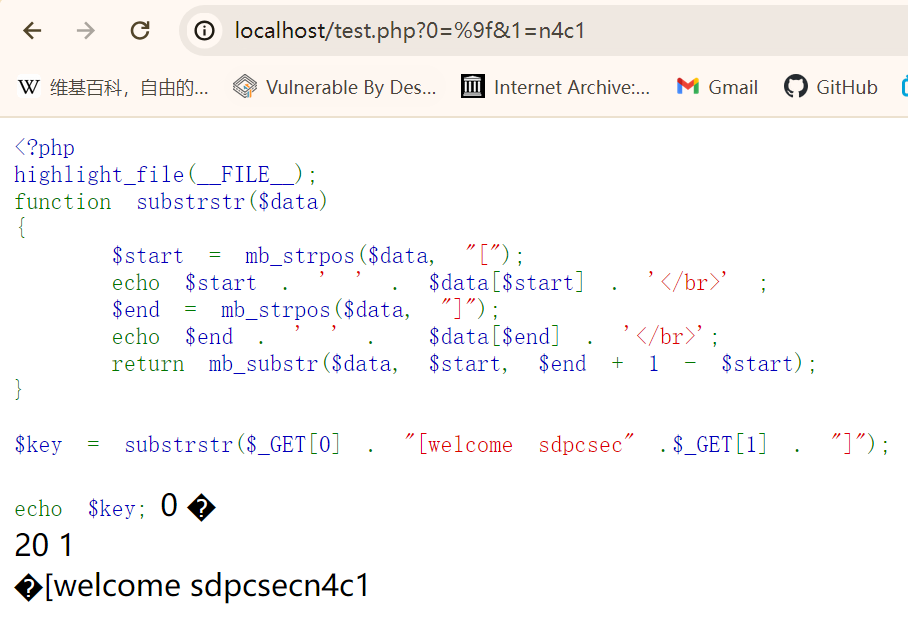 localhost/test.php?0=%9f&1=n4c1
维基百科，自由的... Vulnerable By Des... Internet Archive:... Gmail GitHub
<?php
highlight_file(__FILE__);
function substrstr($data)
{
$start = mb_strpos($data, "[");
echo $start . ' ' . $data[$start] . '</br>' ;
$end = mb_strpos($data, "]");
echo $end . ' ' . $data[$end] . '</br>';
return mb_substr($data, $start, $end + 1 - $start);
}
$key = substrstr($_GET[0] . "[welcome sdpcsec" .$_GET[1] . "]");
echo $key; 0 �
20 1
�[welcome sdpcsecn4c1